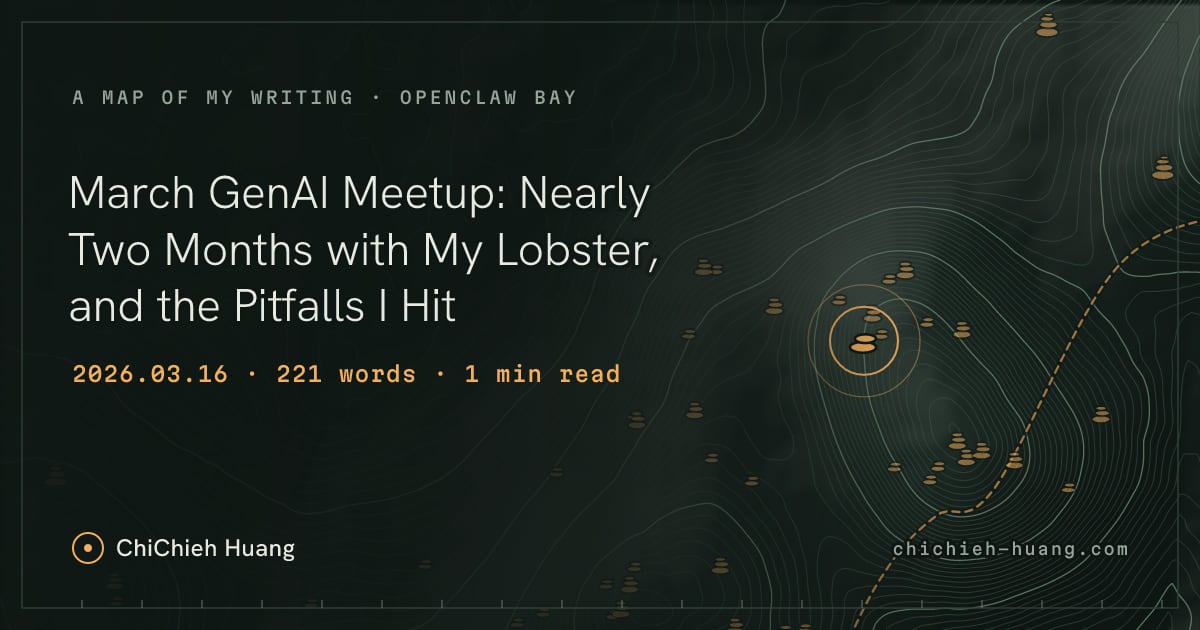 A MAP OF MY WRITING · OPENCLAW BAY
March GenAI Meetup: Nearly
Two Months with My Lobster,
and the Pitfalls I Hit
2026.03.16 · 221 words · 1 min read
ChiChieh Huang
chichieh-huang.com